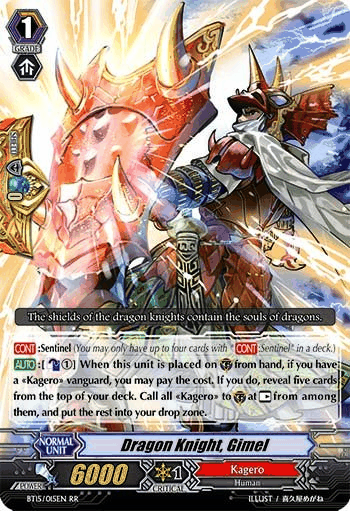 1
GRADE
SHIELD
0
The shields of the dragon knights contain the souls of dragons.
CONT:Sentinel (You may only have up to four cards with "CONT:Sentinel" in a deck.)
AUTO:[①] When this unit is placed on from hand, if you have
a «Kagero» vanguard, you may pay the cost. If you do, reveal five cards
from the top of your deck. Call all «Kagero» to at from among
them, and put the rest into your drop zone.
NORMAL
UNIT
Dragon Knight, Gimel
POWER
6000
1
CRITICAL
Kagero
Human
BT15/015EN RR
ILLUST / 喜久屋めがね